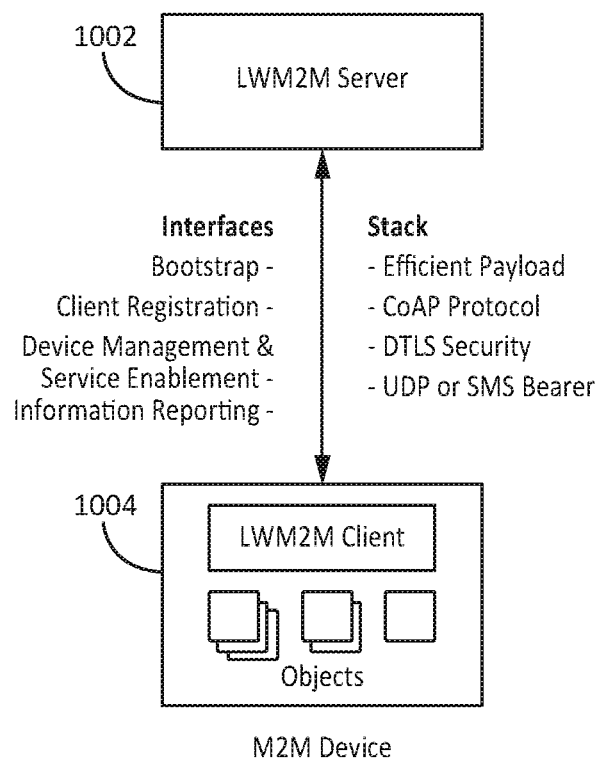 1002
LWM2M Server
Interfaces
Bootstrap -
Client Registration -
Device Management &
Service Enablement -
Information Reporting -
Stack
- Efficient Payload
- CoAP Protocol
- DTLS Security
- UDP or SMS Bearer
1004
LWM2M Client
Objects
M2M Device